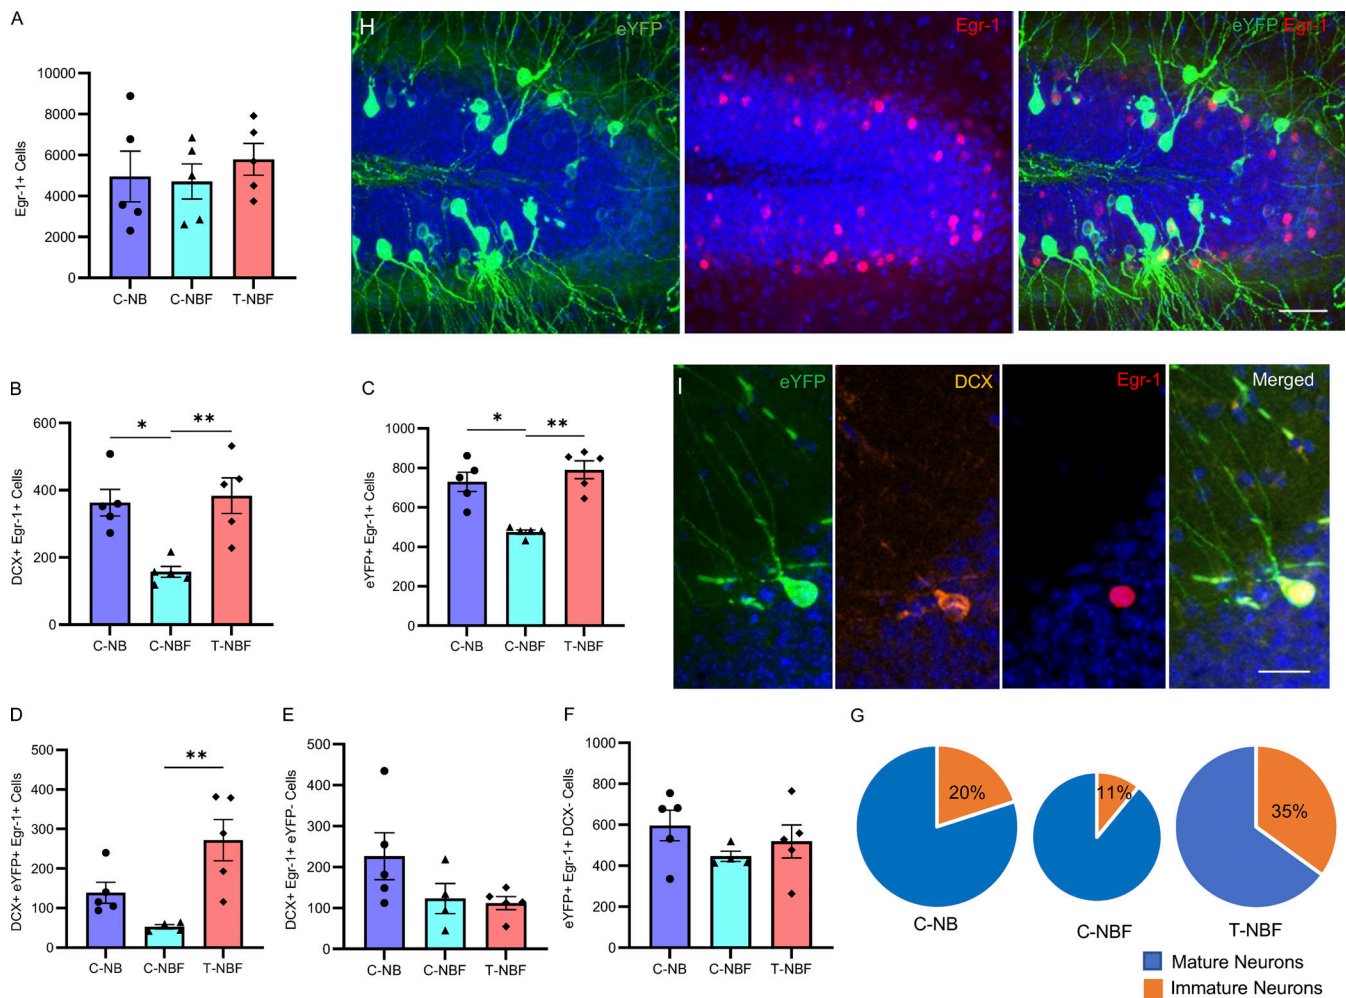 A
Egr-1+ Cells
10000
8000
6000
4000
2000
0
C-NB C-NBF T-NBF
H
eYFP
Egr-1
eYFP Egr-1
B
DCX+ Egr-1+ Cells
600
400
200
0
* **
C-NB C-NBF T-NBF
C
eYFP+ Egr-1+ Cells
1000
800
600
400
200
0
* **
C-NB C-NBF T-NBF
I
eYFP
DCX
Egr-1
Merged
D
DCX+ eYFP+ Egr-1+ Cells
500
400
300
200
100
0
**
C-NB C-NBF T-NBF
E
DCX+ Egr-1+ eYFP- Cells
500
400
300
200
100
0
C-NB C-NBF T-NBF
F
eYFP+ Egr-1+ DCX- Cells
1000
800
600
400
200
0
C-NB C-NBF T-NBF
G
20%
11%
35%
C-NB
C-NBF
T-NBF
Mature Neurons
Immature Neurons